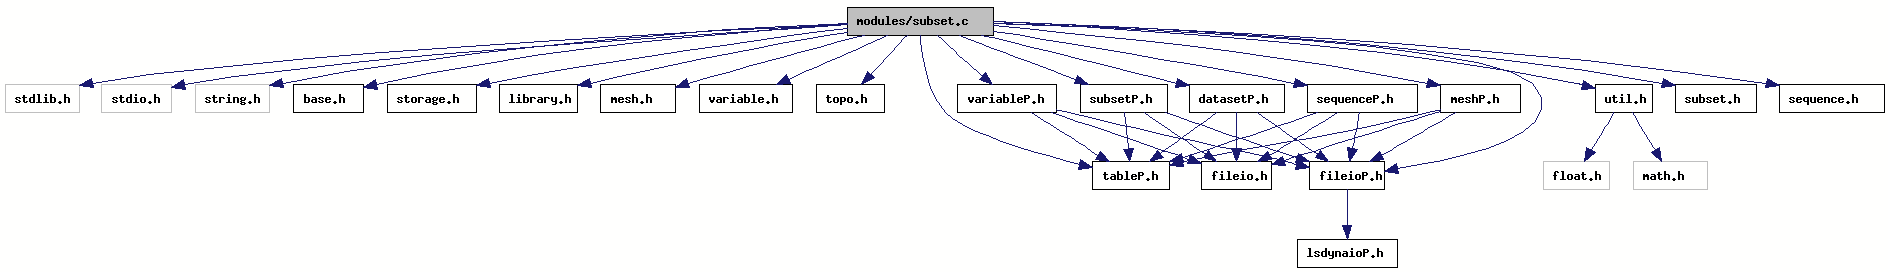 modules/subset.c
stdlib.h
stdio.h
string.h
base.h
storage.h
library.h
mesh.h
variable.h
topo.h
variableP.h
subsetP.h
datasetP.h
sequenceP.h
meshP.h
util.h
subset.h
sequence.h
tableP.h
fileio.h
fileioP.h
float.h
math.h
lsdynaioP.h